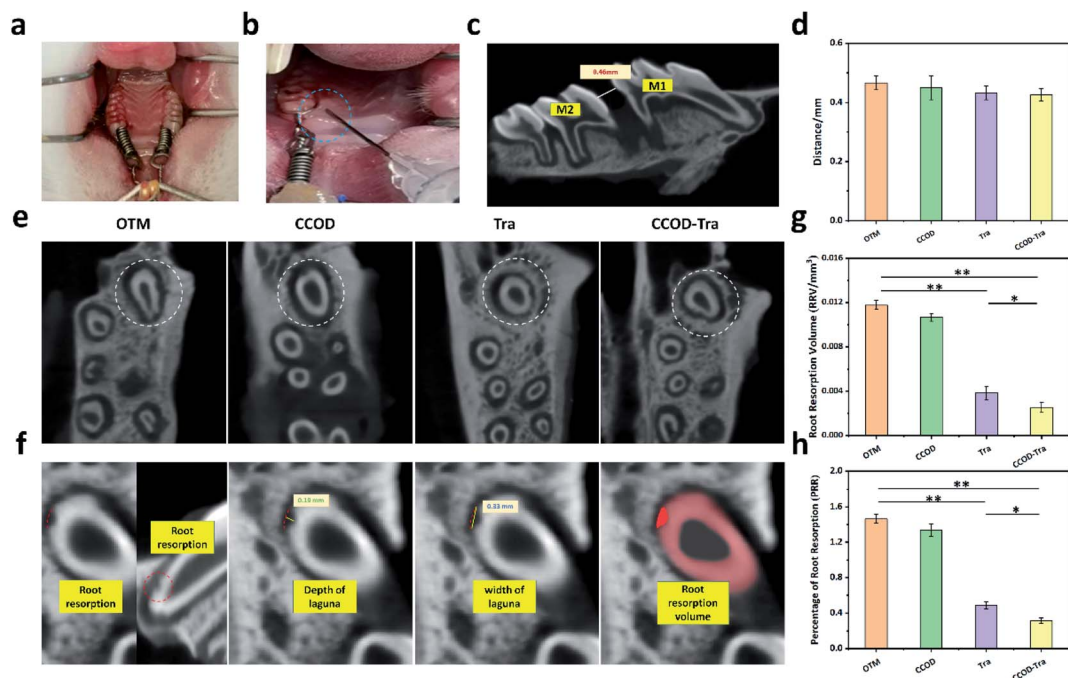 a
b
c
9.46mm
M1
M2
d
Distance/mm
0.6
0.4
0.2
0.0
OTM
CCOD
Tra
CCOD-Tra
e
OTM
CCOD
Tra
CCOD-Tra
g
Root Resorption Volume (RRV/mm³)
0.016
0.012
0.008
0.004
0.000
**
**
*
OTM
CCOD
Tra
CCOD-Tra
f
Root
resorption
Root
resorption
0.18 mm
Depth of
laguna
0.33 mm
width of
laguna
Root
resorption
volume
h
Percentage of Root Resorption (PRR)
1.6
1.2
0.8
0.4
0.0
**
**
*
OTM
CCOD
Tra
CCOD-Tra